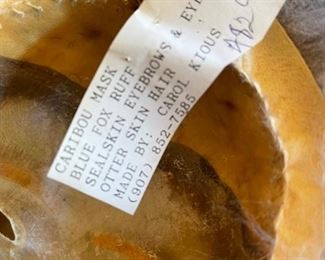 CARIBOU MASK
BLUE FOX RUFF
SEALSKIN EYEBROWS & EYE
OTTER SKIN HAIR
MADE BY: CAROL KIOUS
(907) 852-7585